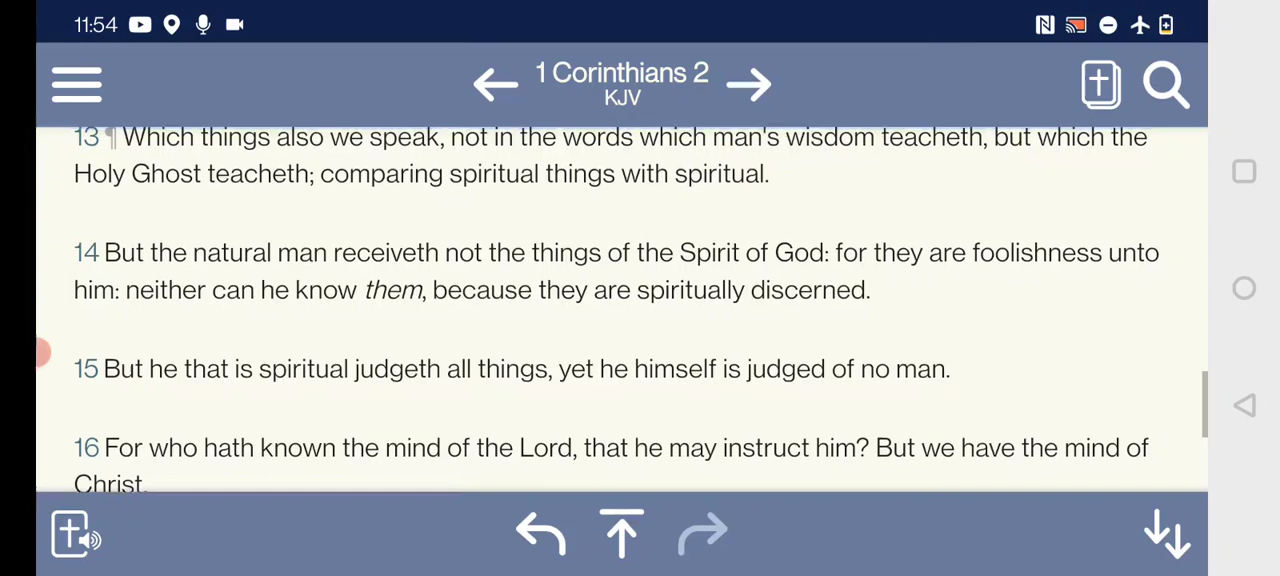 11:54
1 Corinthians 2
KJV
13 ¶ Which things also we speak, not in the words which man's wisdom teacheth, but which the
Holy Ghost teacheth; comparing spiritual things with spiritual.
14 But the natural man receiveth not the things of the Spirit of God: for they are foolishness unto
him: neither can he know them, because they are spiritually discerned.
15 But he that is spiritual judgeth all things, yet he himself is judged of no man.
16 For who hath known the mind of the Lord, that he may instruct him? But we have the mind of
Christ.